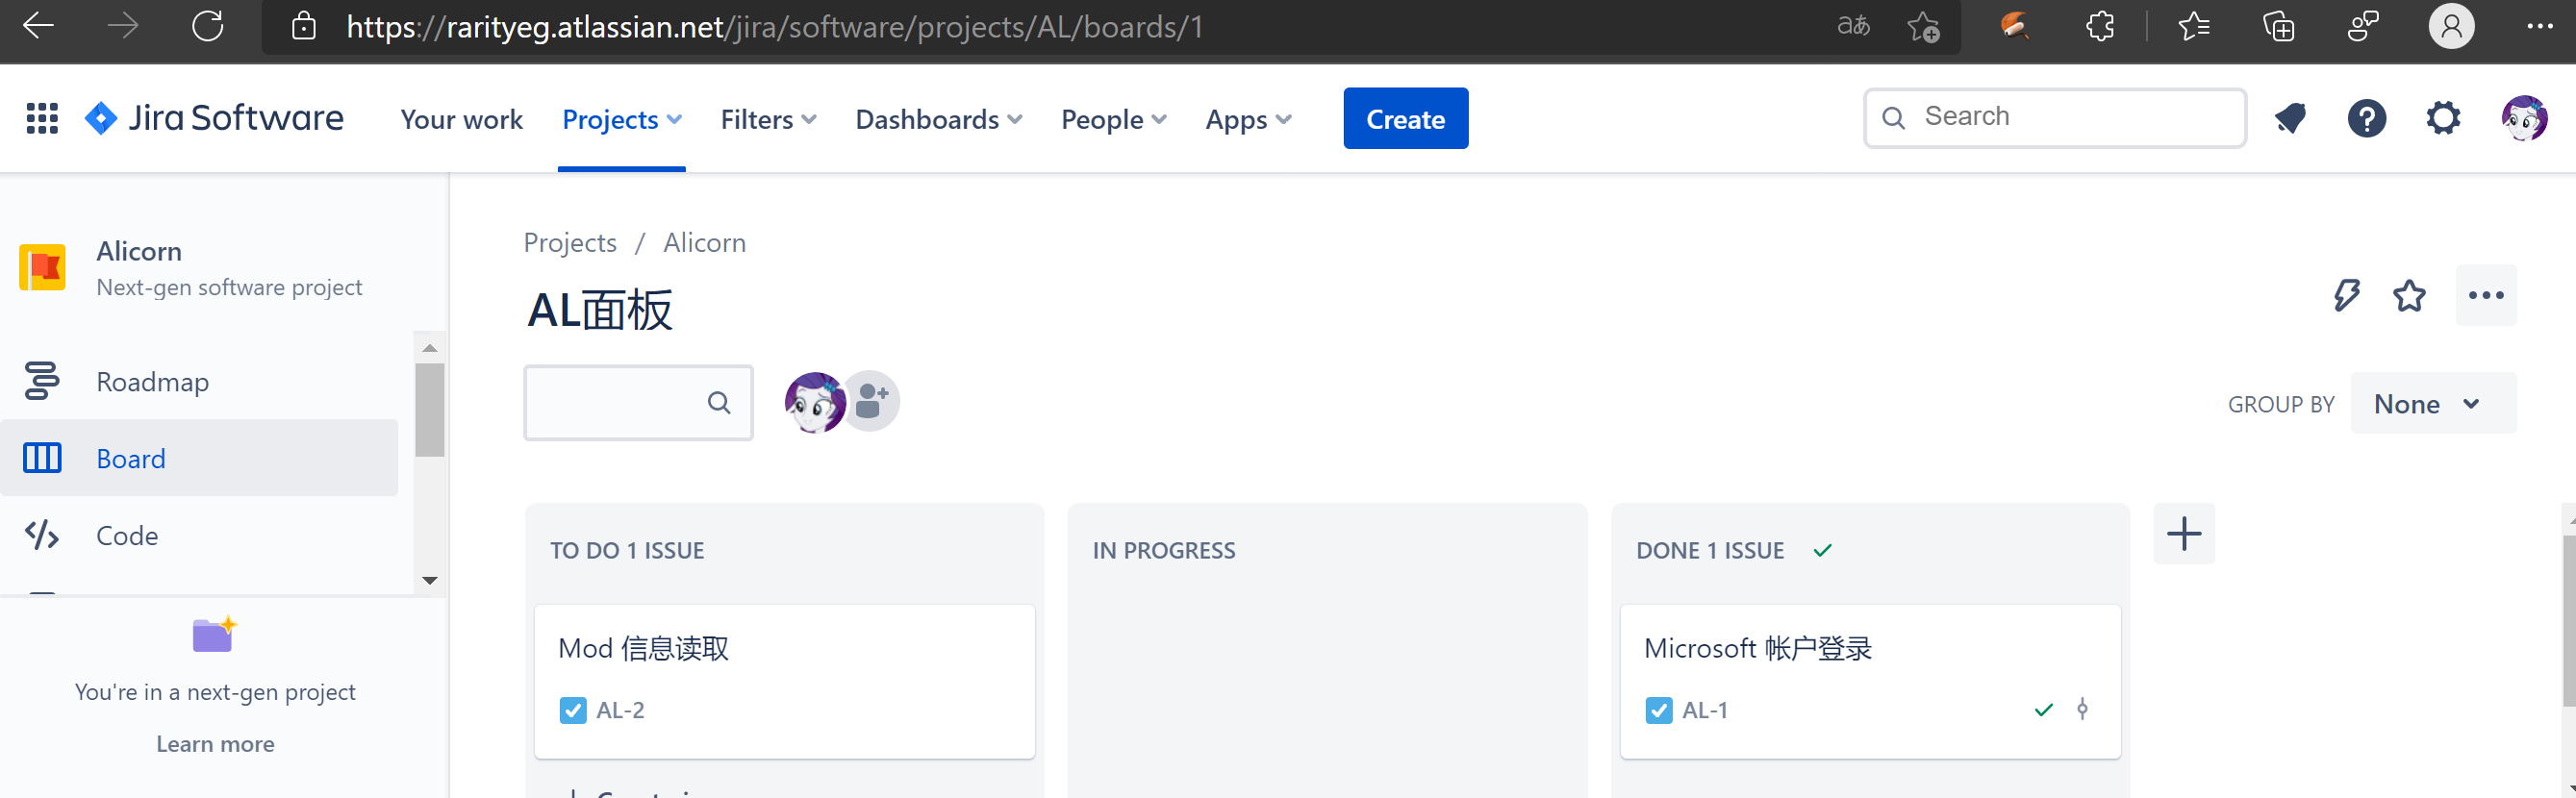 https://rarityeg.atlassian.net/jira/software/projects/AL/boards/1
aあ
Jira Software
Your work
Projects
Filters
Dashboards
People
Apps
Create
Search
Alicorn
Next-gen software project
Roadmap
Board
Code
You're in a next-gen project
Learn more
Projects / Alicorn
AL面板
GROUP BY None
TO DO 1 ISSUE
Mod 信息读取
AL-2
IN PROGRESS
DONE 1 ISSUE
Microsoft 帐户登录
AL-1